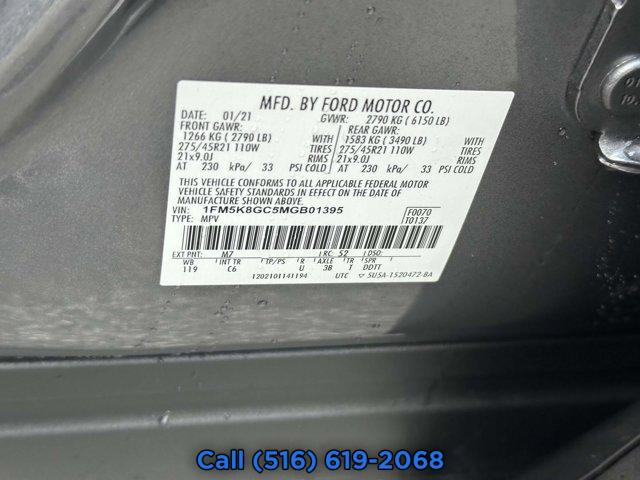 MFD. BY FORD MOTOR CO.
DATE: 01/21 GVWR: 2790 KG ( 6150 LB)
FRONT GAWR: REAR GAWR:
1266 KG ( 2790 LB) WITH 1583 KG ( 3490 LB) WITH
275/45R21 110W TIRES 275/45R21 110W TIRES
21x9.0J RIMS 21x9.0J RIMS
AT 230 kPa/ 33 PSI COLD AT 230 kPa/ 33 PSI COLD
THIS VEHICLE CONFORMS TO ALL APPLICABLE FEDERAL MOTOR
VEHICLE SAFETY STANDARDS IN EFFECT ON THE DATE OF
MANUFACTURE SHOWN ABOVE.
VIN: 1FM5K8GC5MGB01395 F0070
TYPE: MPV T0137
EXT PNT: M7 RC: 52 DSO:
WB INT TR TP/PS R AXLE TR SPR
119 C6 U 3B I DDTT
1202101141194 UTC ▽ 5U5A-1520472-BA
Call (516) 619-2068